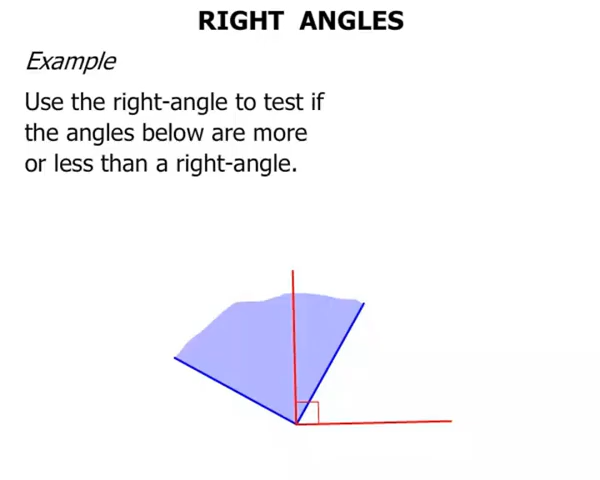 RIGHT ANGLES
Example
Use the right-angle to test if
the angles below are more
or less than a right-angle.